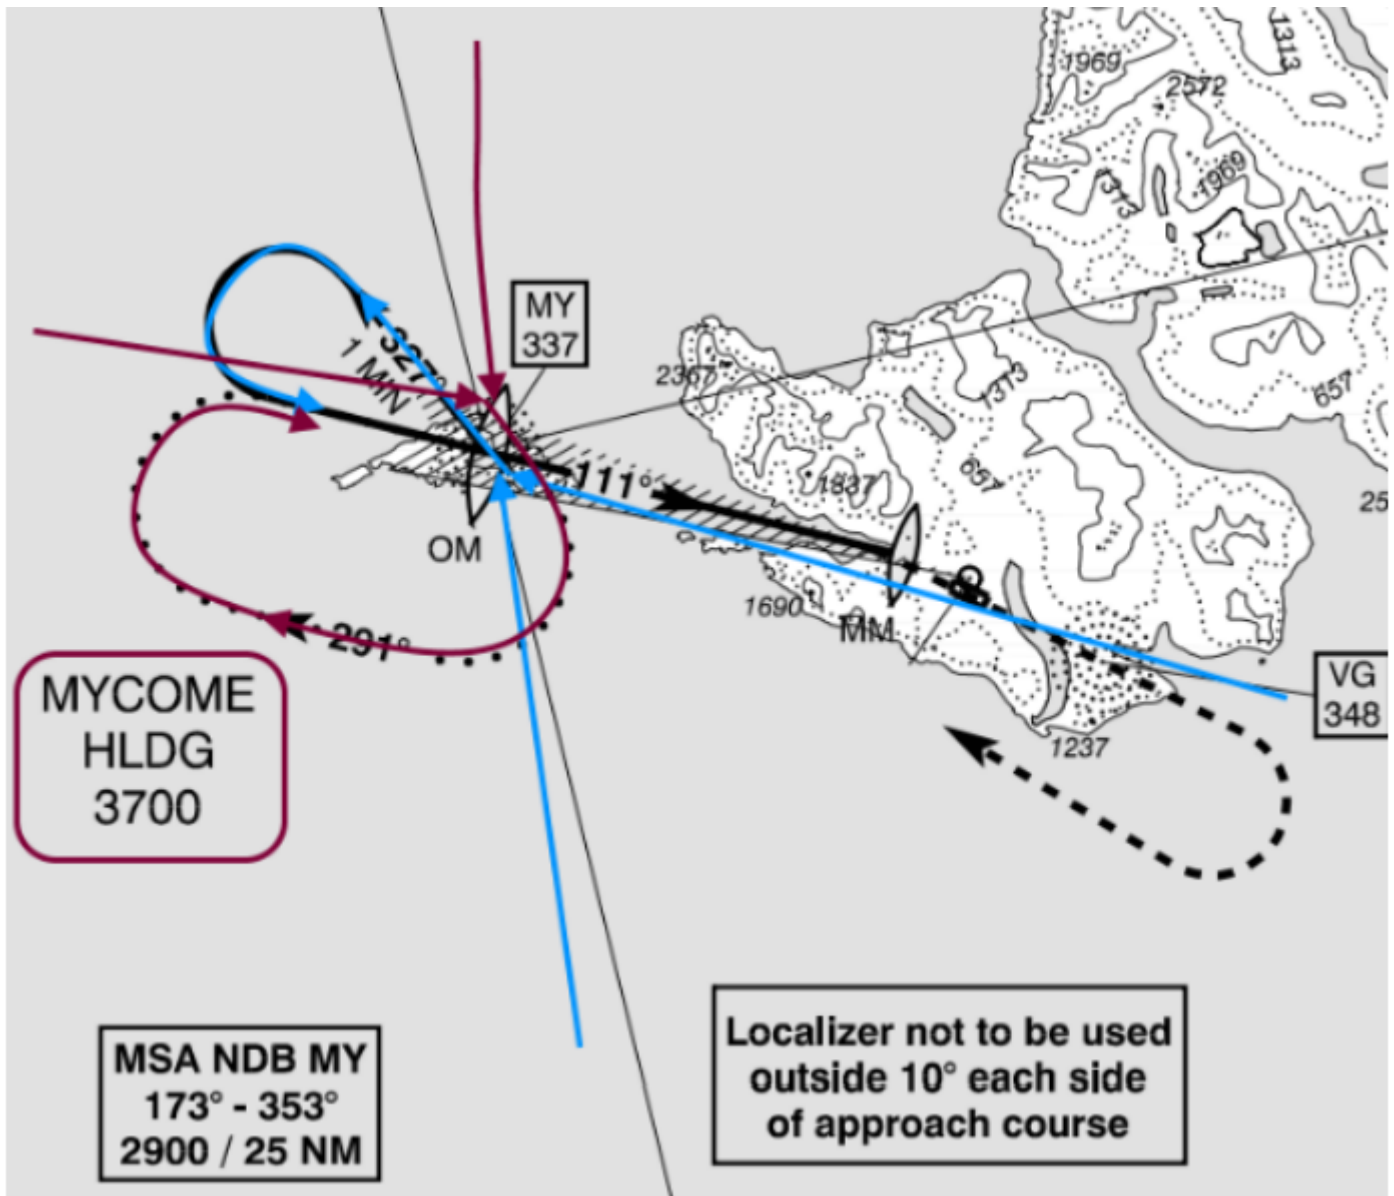 1969
1313
2572
1969
1313
MY
337
327°
1 MIN
2367
1313
657
111°
1837
657
25
OM
1690
MM
291°
MYCOME
HLDG
3700
VG
348
1237
MSA NDB MY
173° - 353°
2900 / 25 NM
Localizer not to be used
outside 10° each side
of approach course